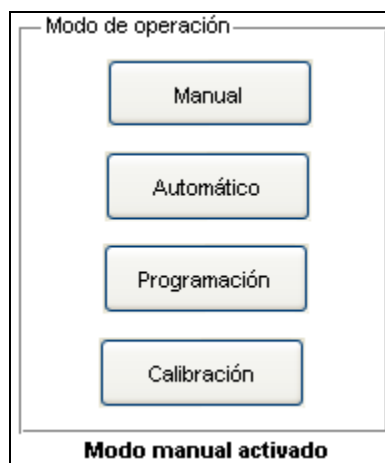 Modo de operación
Manual
Automático
Programación
Calibración
Modo manual activado